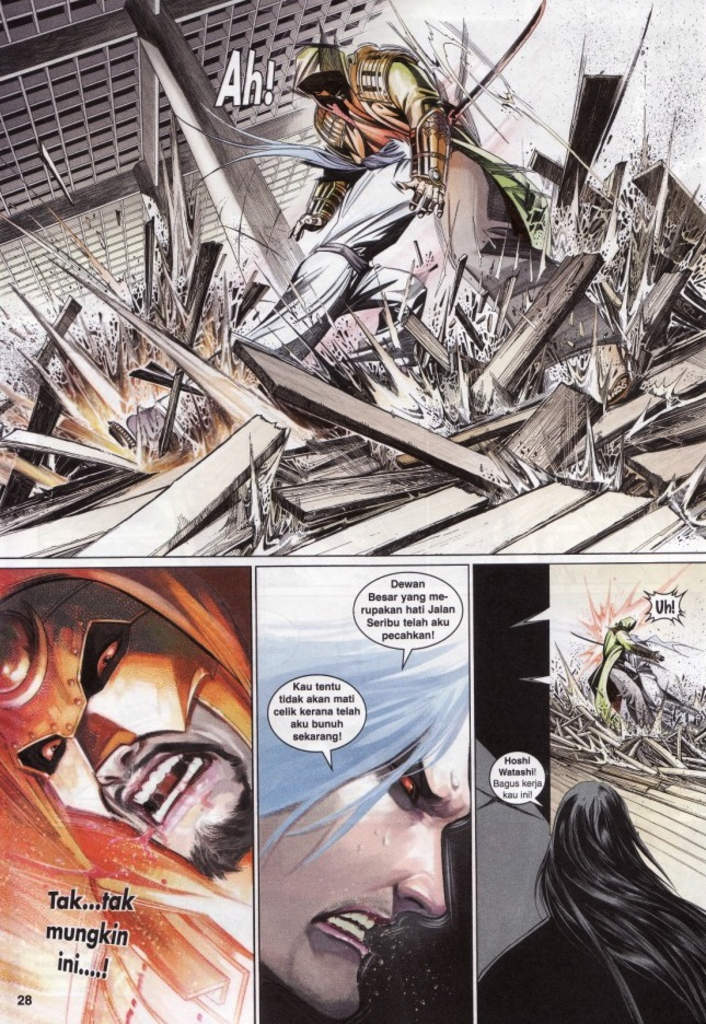 Ah!
Tak...tak
mungkin
ini....!
Dewan
Besar yang me-
rupakan hati Jalan
Seribu telah aku
pecahkan!
Kau tentu
tidak akan mati
celik kerana telah
aku bunuh
sekarang!
Uh!
Hoshi
Watashi!
Bagus kerja
kau ini!
28